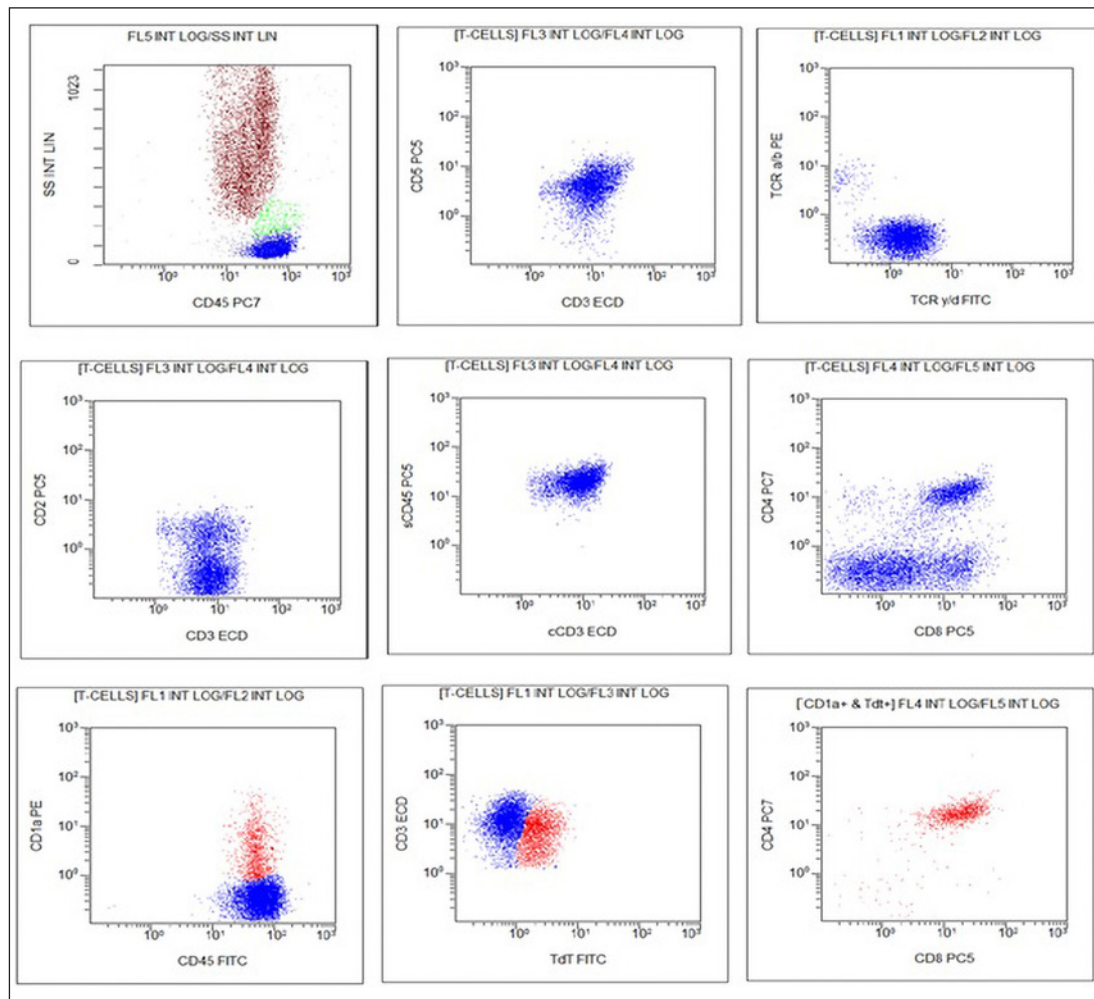 FL5 INT LOG/SS INT LIN
1023
SS INT LIN
0
10⁰ 10¹ 10² 10³
CD45 PC7
[T-CELLS] FL3 INT LOG/FL4 INT LOG
10³
10²
CD5 PC5
10¹
10⁰
10⁰ 10¹ 10² 10³
CD3 ECD
[T-CELLS] FL1 INT LOG/FL2 INT LOG
10³
10²
TCR a/b PE
10¹
10⁰
10⁰ 10¹ 10² 10³
TCR y/d FITC
[T-CELLS] FL3 INT LOG/FL4 INT LOG
10³
10²
CD2 PC5
10¹
10⁰
10⁰ 10¹ 10² 10³
CD3 ECD
[T-CELLS] FL3 INT LOG/FL4 INT LOG
10³
10²
sCD45 PC5
10¹
10⁰
10⁰ 10¹ 10² 10³
cCD3 ECD
[T-CELLS] FL4 INT LOG/FL5 INT LOG
10³
10²
CD4 PC7
10¹
10⁰
10⁰ 10¹ 10² 10³
CD8 PC5
[T-CELLS] FL1 INT LOG/FL2 INT LOG
10³
10²
CD1a PE
10¹
10⁰
10⁰ 10¹ 10² 10³
CD45 FITC
[T-CELLS] FL1 INT LOG/FL3 INT LOG
10³
10²
CD3 ECD
10¹
10⁰
10⁰ 10¹ 10² 10³
TdT FITC
[CD1a+ & Tdt+] FL4 INT LOG/FL5 INT LOG
10³
10²
CD4 PC7
10¹
10⁰
10⁰ 10¹ 10² 10³
CD8 PC5